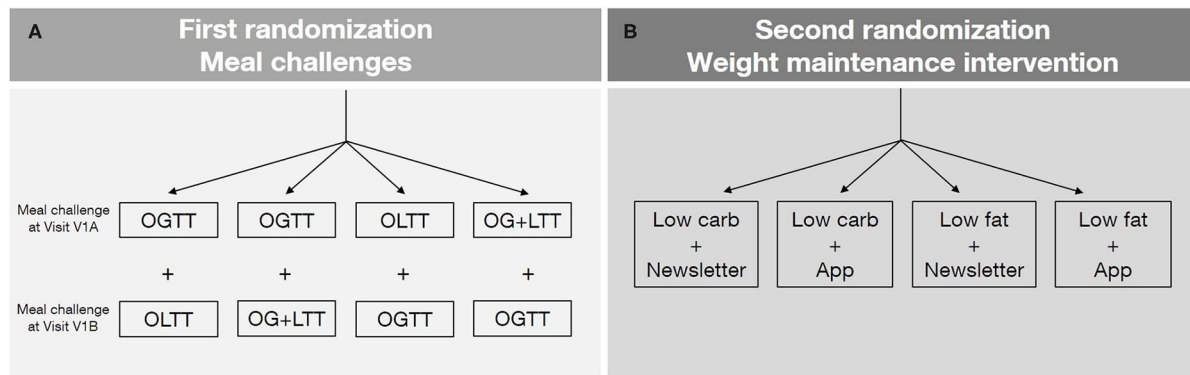 A
First randomization
Meal challenges
Meal challenge
at Visit V1A
OGTT
OGTT
OLTT
OG+LTT
+
+
+
+
Meal challenge
at Visit V1B
OLTT
OG+LTT
OGTT
OGTT
B
Second randomization
Weight maintenance intervention
Low carb
+
Newsletter
Low carb
+
App
Low fat
+
Newsletter
Low fat
+
App